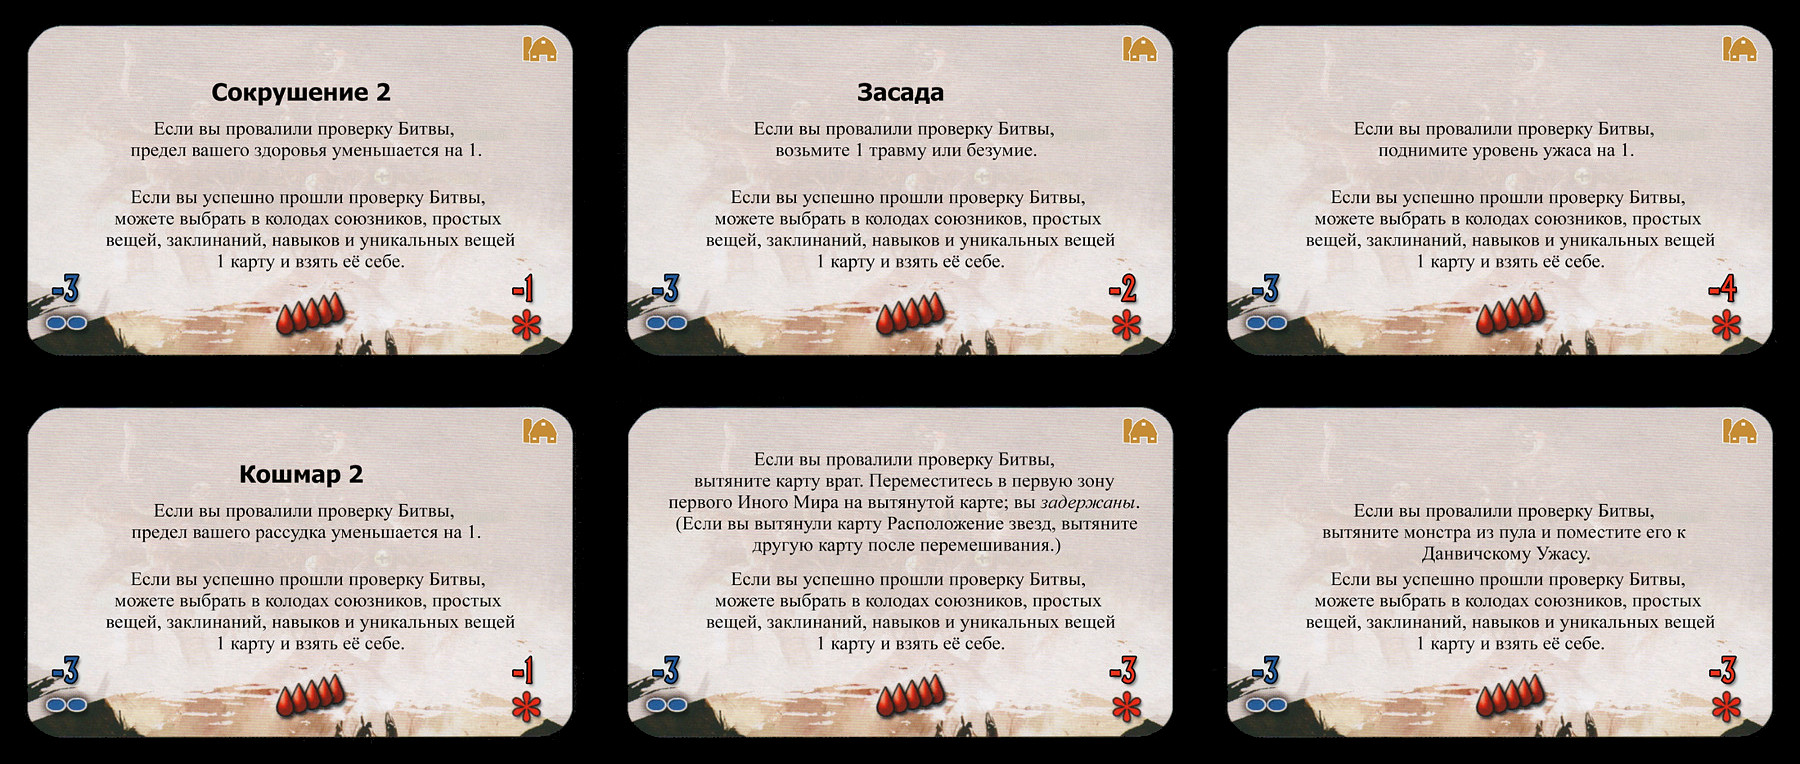 Сокрушение 2
Если вы провалили проверку Битвы,
предел вашего здоровья уменьшается на 1.
Если вы успешно прошли проверку Битвы,
можете выбрать в колодах союзников, простых
вещей, заклинаний, навыков и уникальных вещей
1 карту и взять её себе.
-3
-1
Засада
Если вы провалили проверку Битвы,
возьмите 1 травму или безумие.
Если вы успешно прошли проверку Битвы,
можете выбрать в колодах союзников, простых
вещей, заклинаний, навыков и уникальных вещей
1 карту и взять её себе.
-3
-2
Если вы провалили проверку Битвы,
поднимите уровень ужаса на 1.
Если вы успешно прошли проверку Битвы,
можете выбрать в колодах союзников, простых
вещей, заклинаний, навыков и уникальных вещей
1 карту и взять её себе.
-3
-4
Кошмар 2
Если вы провалили проверку Битвы,
предел вашего рассудка уменьшается на 1.
Если вы успешно прошли проверку Битвы,
можете выбрать в колодах союзников, простых
вещей, заклинаний, навыков и уникальных вещей
1 карту и взять её себе.
-3
-1
Если вы провалили проверку Битвы,
вытяните карту врат. Переместитесь в первую зону
первого Иного Мира на вытянутой карте; вы задержаны.
(Если вы вытянули карту Расположение звезд, вытяните
другую карту после перемешивания.)
Если вы успешно прошли проверку Битвы,
можете выбрать в колодах союзников, простых
вещей, заклинаний, навыков и уникальных вещей
1 карту и взять её себе.
-3
-3
Если вы провалили проверку Битвы,
вытяните монстра из пула и поместите его к
Данвичскому Ужасу.
Если вы успешно прошли проверку Битвы,
можете выбрать в колодах союзников, простых
вещей, заклинаний, навыков и уникальных вещей
1 карту и взять её себе.
-3
-3